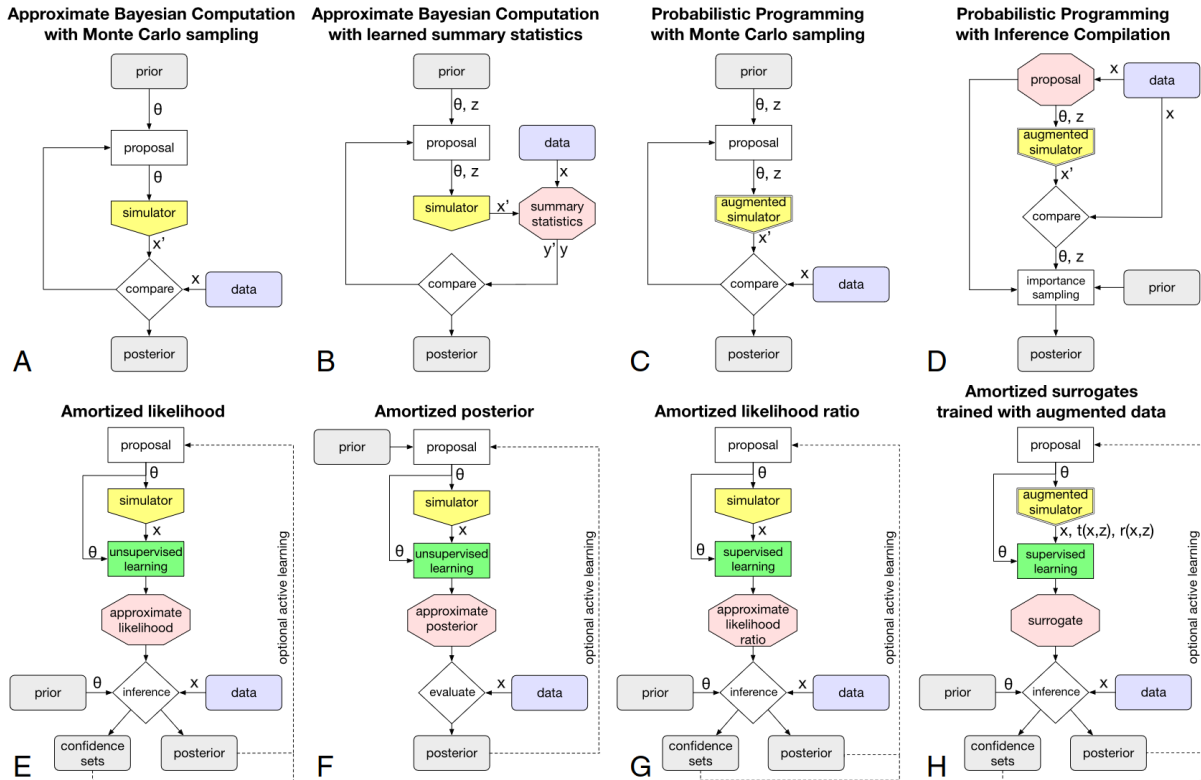 Approximate Bayesian Computation
with Monte Carlo sampling
prior
θ
proposal
θ
simulator
x'
compare
x
data
posterior
A
Approximate Bayesian Computation
with learned summary statistics
prior
θ, z
proposal
data
θ, z
x
simulator
x'
summary
statistics
y'
y
compare
posterior
B
Probabilistic Programming
with Monte Carlo sampling
prior
θ, z
proposal
θ, z
augmented
simulator
x'
compare
x
data
posterior
C
Probabilistic Programming
with Inference Compilation
proposal
x
data
θ, z
x
augmented
simulator
x'
compare
θ, z
importance
sampling
prior
posterior
D
Amortized likelihood
proposal
θ
simulator
x
θ
unsupervised
learning
approximate
likelihood
optional active learning
prior
θ
inference
x
data
confidence
sets
posterior
E
Amortized posterior
prior
proposal
θ
simulator
x
θ
unsupervised
learning
approximate
posterior
optional active learning
evaluate
x
data
posterior
F
Amortized likelihood ratio
proposal
θ
simulator
x
θ
supervised
learning
approximate
likelihood
ratio
optional active learning
prior
θ
inference
x
data
confidence
sets
posterior
G
Amortized surrogates
trained with augmented data
proposal
θ
augmented
simulator
x, t(x,z), r(x,z)
θ
supervised
learning
surrogate
optional active learning
prior
θ
inference
x
data
confidence
sets
posterior
H